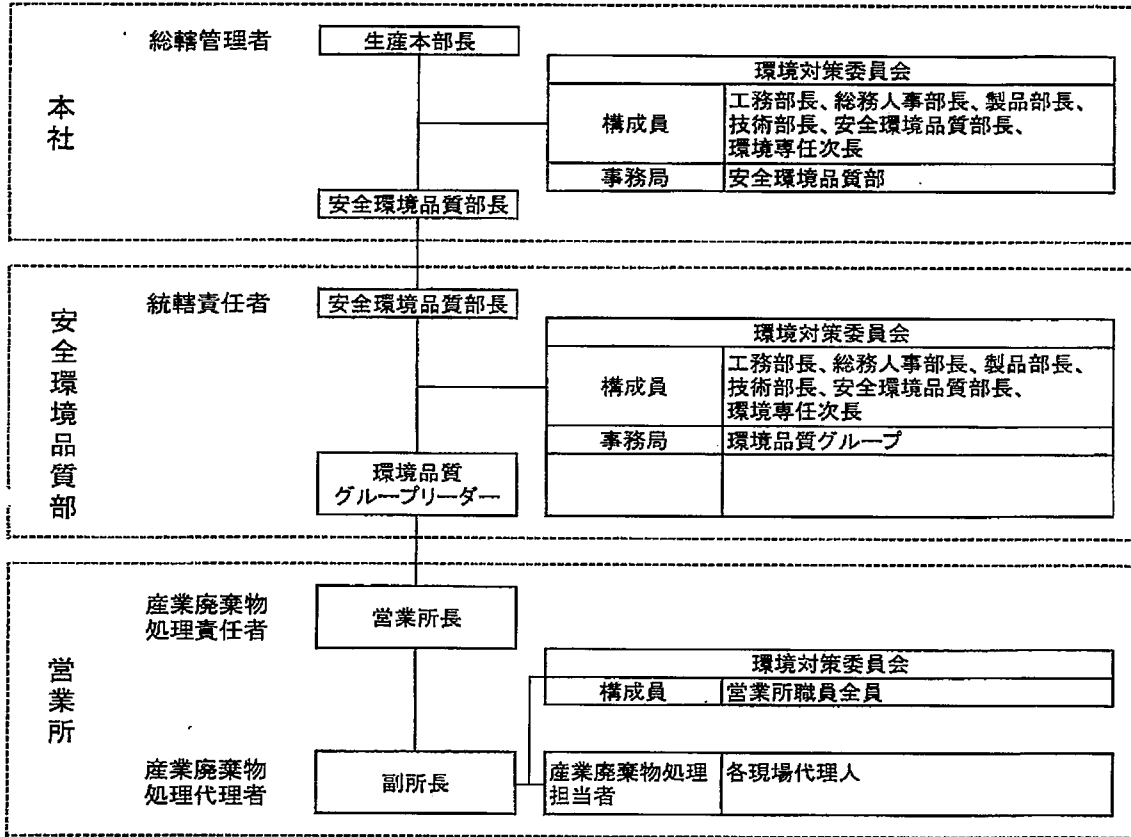 本社
総轄管理者
生産本部長
環境対策委員会
構成員
工務部長、総務人事部長、製品部長、
技術部長、安全環境品質部長、
環境専任次長
事務局
安全環境品質部
安全環境品質部長
安全環境品質部
統轄責任者
安全環境品質部長
環境対策委員会
構成員
工務部長、総務人事部長、製品部長、
技術部長、安全環境品質部長、
環境専任次長
事務局
環境品質グループ
環境品質
グループリーダー
営業所
産業廃棄物
処理責任者
営業所長
環境対策委員会
構成員
営業所職員全員
産業廃棄物
処理代理者
副所長
産業廃棄物処理
担当者
各現場代理人